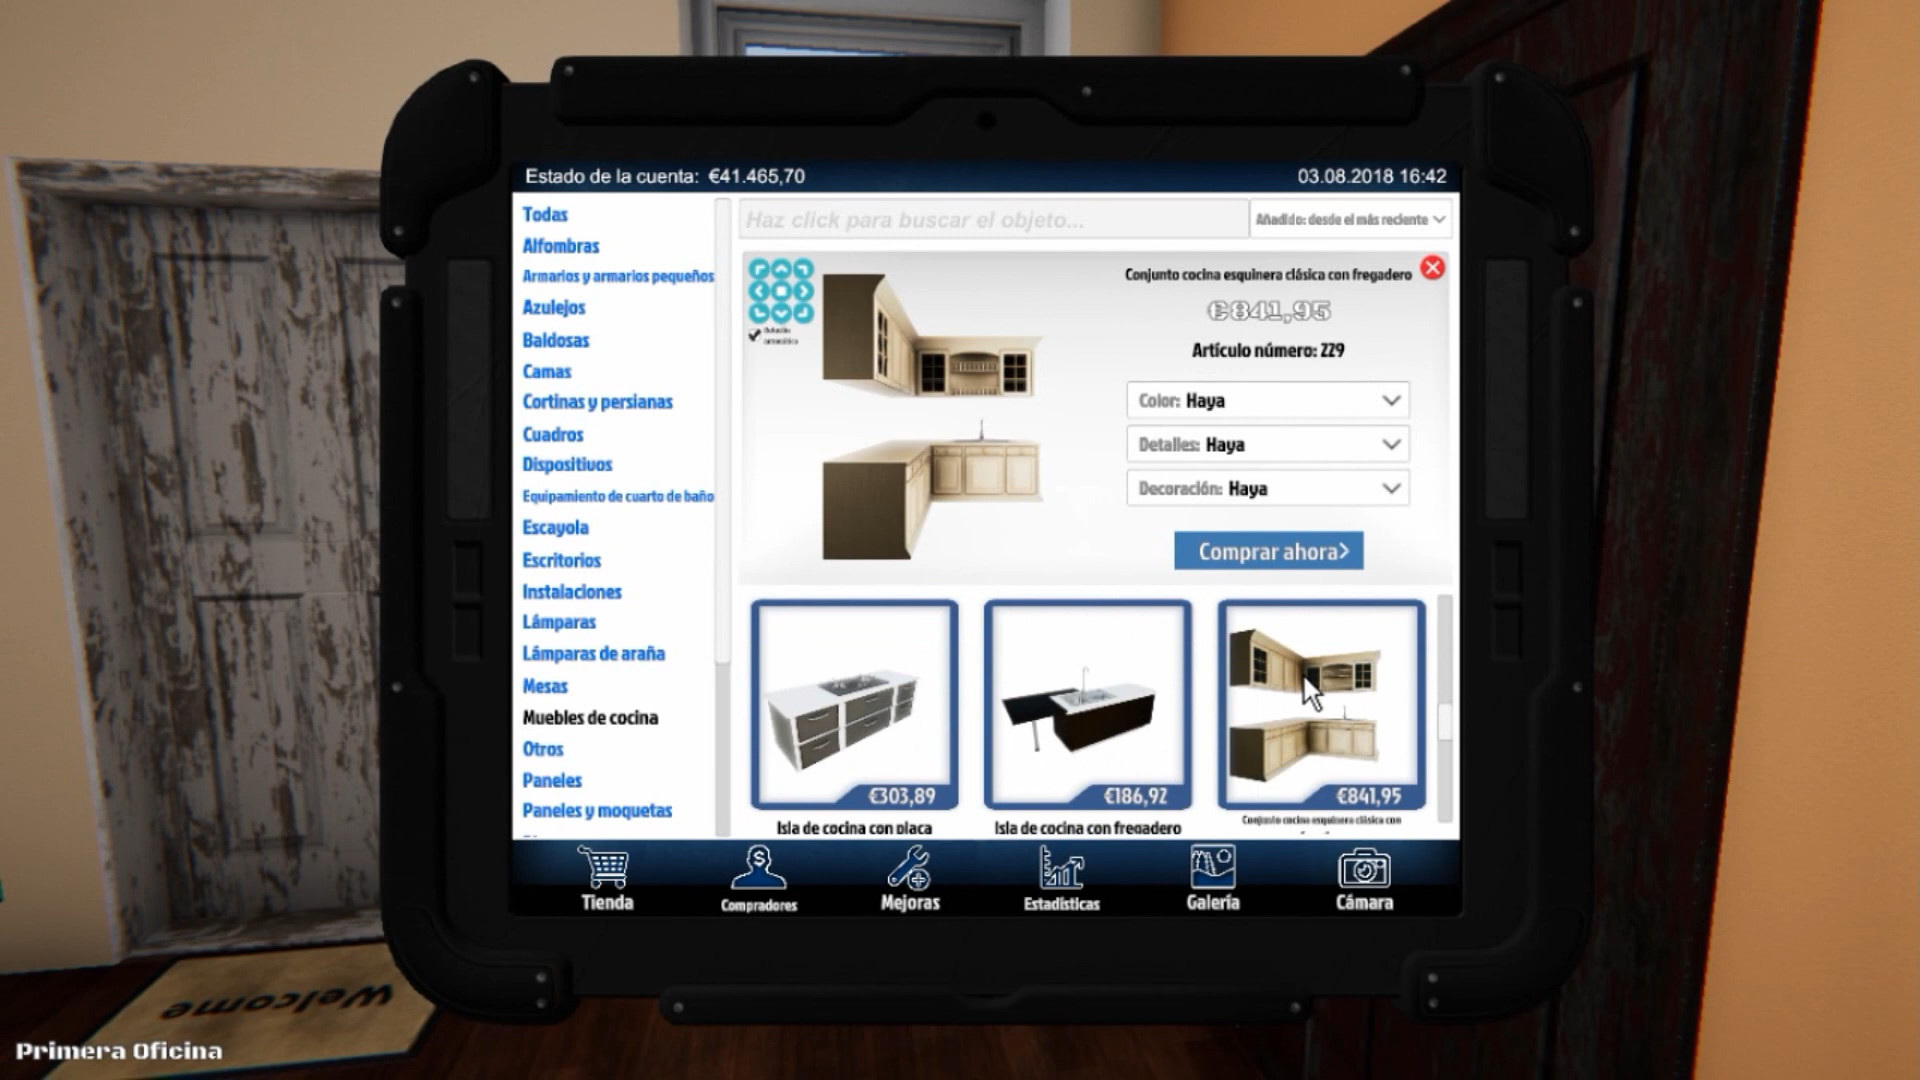 Estado de la cuenta: €41.465,70
03.08.2018 16:42
Todas
Alfombras
Armarios y armarios pequeños
Azulejos
Baldosas
Camas
Cortinas y persianas
Cuadros
Dispositivos
Equipamiento de cuarto de baño
Escayola
Escritorios
Instalaciones
Lámparas
Lámparas de araña
Mesas
Muebles de cocina
Otros
Paneles
Paneles y moquetas
Haz click para buscar el objeto...
Añadido: desde el más reciente
Conjunto cocina esquinera clásica con fregadero
€841,95
Artículo número: 229
Color: Haya
Detalles: Haya
Decoración: Haya
Comprar ahora>
€303,89
€186,92
€841,95
Isla de cocina con placa
Isla de cocina con fregadero
Conjunto cocina esquinera clásica con
Tienda
Compradores
Mejoras
Estadísticas
Galería
Cámara
Welcome
Primera Oficina